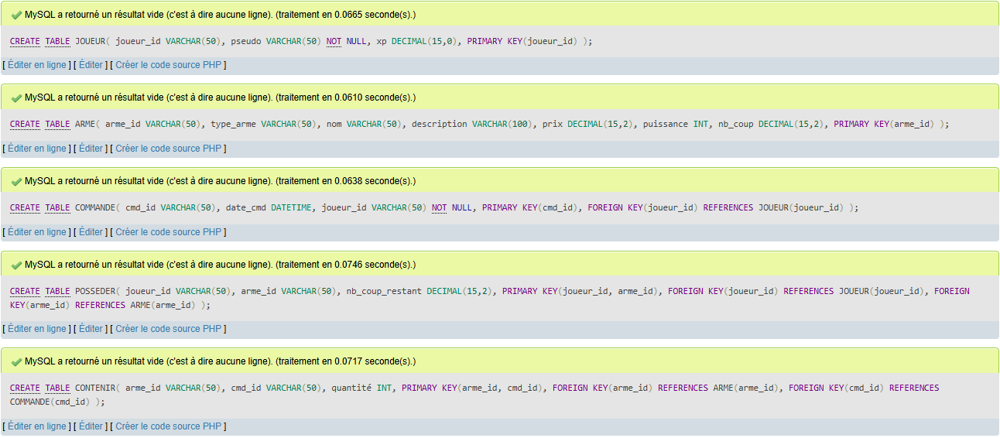 MySQL a retourné un résultat vide (c'est à dire aucune ligne). (traitement en 0.0665 seconde(s).)
CREATE TABLE JOUEUR( joueur_id VARCHAR(50), pseudo VARCHAR(50) NOT NULL, xp DECIMAL(15,0), PRIMARY KEY(joueur_id) );
[ Éditer en ligne ] [ Éditer ] [ Créer le code source PHP ]
MySQL a retourné un résultat vide (c'est à dire aucune ligne). (traitement en 0.0610 seconde(s).)
CREATE TABLE ARME( arme_id VARCHAR(50), type_arme VARCHAR(50), nom VARCHAR(50), description VARCHAR(100), prix DECIMAL(15,2), puissance INT, nb_coup DECIMAL(15,2), PRIMARY KEY(arme_id) );
[ Éditer en ligne ] [ Éditer ] [ Créer le code source PHP ]
MySQL a retourné un résultat vide (c'est à dire aucune ligne). (traitement en 0.0638 seconde(s).)
CREATE TABLE COMMANDE( cmd_id VARCHAR(50), date_cmd DATETIME, joueur_id VARCHAR(50) NOT NULL, PRIMARY KEY(cmd_id), FOREIGN KEY(joueur_id) REFERENCES JOUEUR(joueur_id) );
[ Éditer en ligne ] [ Éditer ] [ Créer le code source PHP ]
MySQL a retourné un résultat vide (c'est à dire aucune ligne). (traitement en 0.0746 seconde(s).)
CREATE TABLE POSSEDER( joueur_id VARCHAR(50), arme_id VARCHAR(50), nb_coup_restant DECIMAL(15,2), PRIMARY KEY(joueur_id, arme_id), FOREIGN KEY(joueur_id) REFERENCES JOUEUR(joueur_id), FOREIGN
KEY(arme_id) REFERENCES ARME(arme_id) );
[ Éditer en ligne ] [ Éditer ] [ Créer le code source PHP ]
MySQL a retourné un résultat vide (c'est à dire aucune ligne). (traitement en 0.0717 seconde(s).)
CREATE TABLE CONTENIR( arme_id VARCHAR(50), cmd_id VARCHAR(50), quantité INT, PRIMARY KEY(arme_id, cmd_id), FOREIGN KEY(arme_id) REFERENCES ARME(arme_id), FOREIGN KEY(cmd_id) REFERENCES
COMMANDE(cmd_id) );
[ Éditer en ligne ] [ Éditer ] [ Créer le code source PHP ]